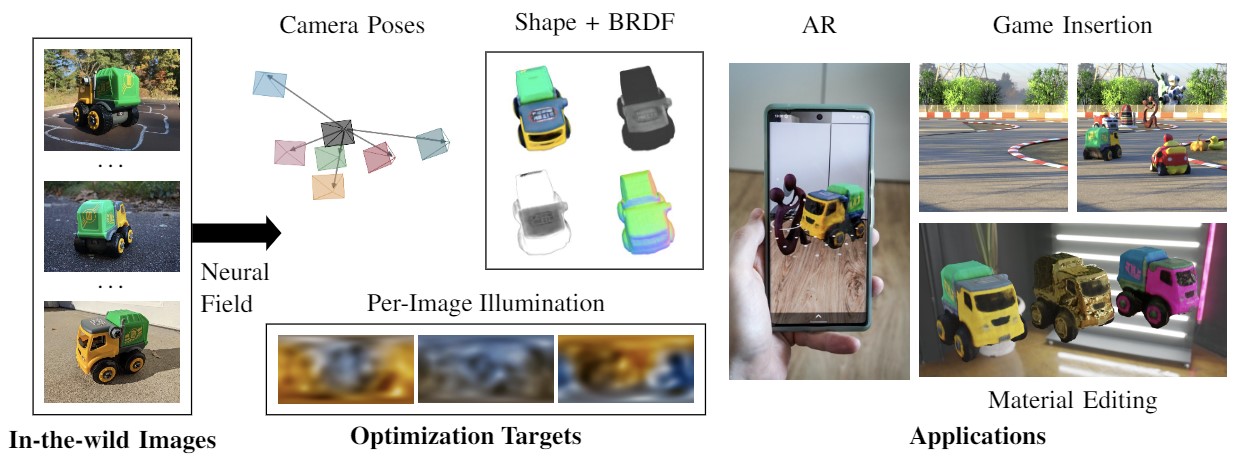 Camera Poses
Shape + BRDF
AR
Game Insertion
...
...
Neural
Field
Per-Image Illumination
Material Editing
In-the-wild Images
Optimization Targets
Applications